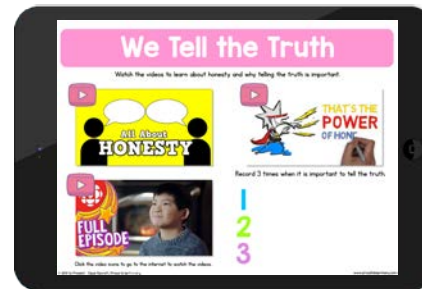 We Tell the Truth
Watch the videos to learn about honesty and why telling the truth is important.
All About
HONESTY
THAT'S THE
POWER
OF HONE
Record 3 times when it is important to tell the truth.
1
2
3
FULL
EPISODE
Click the video icons to go to the internet to watch the videos.